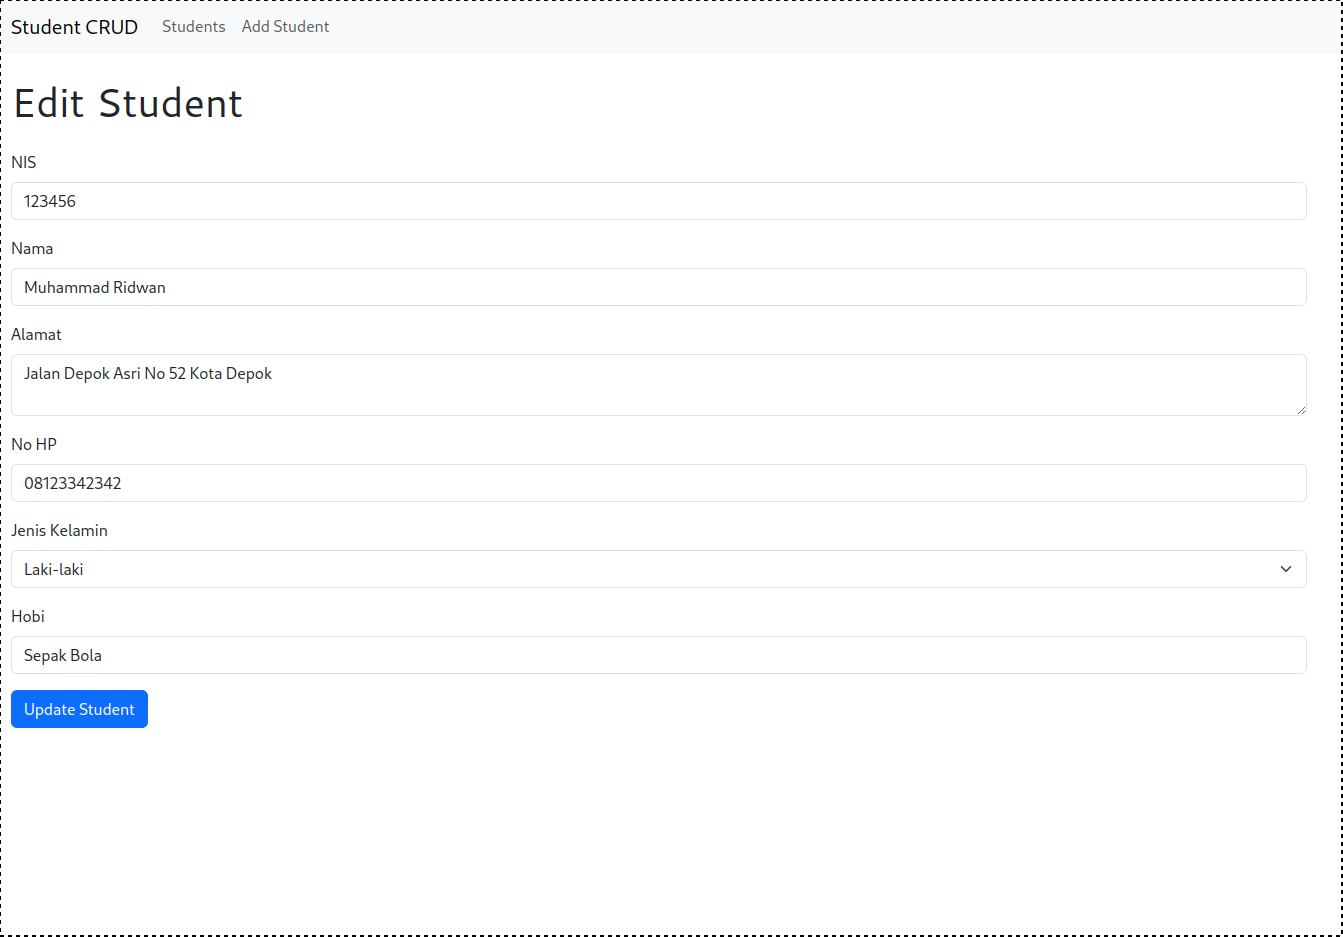 Student CRUD Students Add Student
Edit Student
NIS
123456
Nama
Muhammad Ridwan
Alamat
Jalan Depok Asri No 52 Kota Depok
No HP
08123342342
Jenis Kelamin
Laki-laki
Hobi
Sepak Bola
Update Student